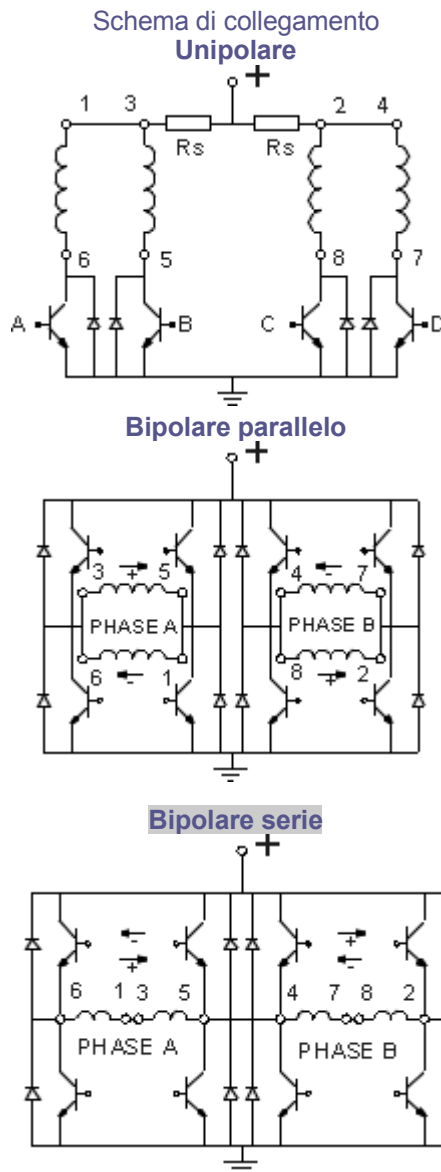 Schema di collegamento
Unipolare
+
1 3 2 4
Rs Rs
6 5 8 7
A B C D
Bipolare parallelo
+
3 + 5 4 - 7
PHASE A PHASE B
6 - 1 8 + 2
Bipolare serie
+
- +
+ -
6 1 3 5 4 7 8 2
PHASE A PHASE B